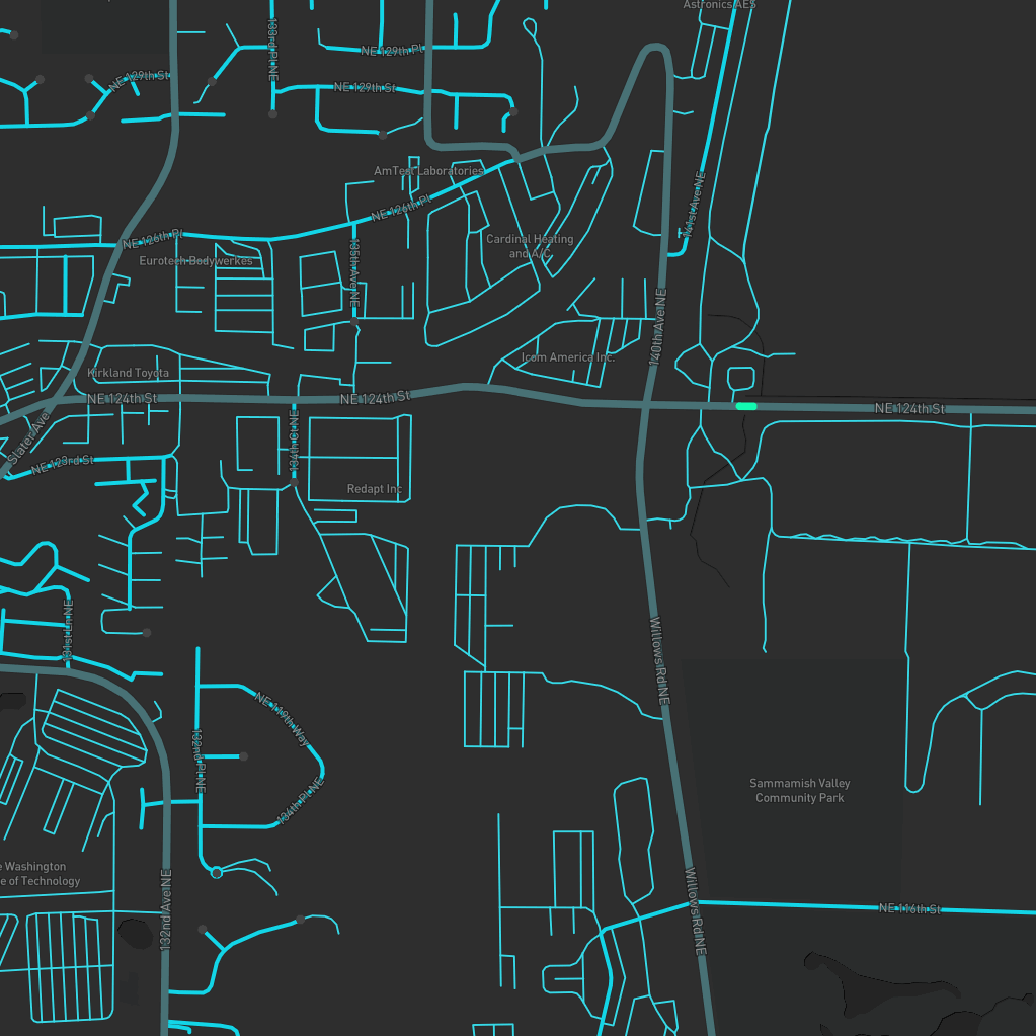 Astronics AES
133rd Pl NE
NE 129th Pl
NE 129th St
NE 129th St
AmTest Laboratories
141st Ave NE
NE 126th Pl
NE 126th Pl
Cardinal Heating
and A/C
Eurotech Bodywerkes
135th Ave NE
140th Ave NE
Icom America Inc.
Kirkland Toyota
NE 124th St
NE 124th St
NE 124th St
Slater Ave
134th Ct NE
NE 123rd St
Redapt Inc
131st Ln NE
Willows Rd NE
NE 119th Way
132nd Pl NE
134th Pl NE
Sammamish Valley
Community Park
Washington
e of Technology
132nd Ave NE
Willows Rd NE
NE 116th St